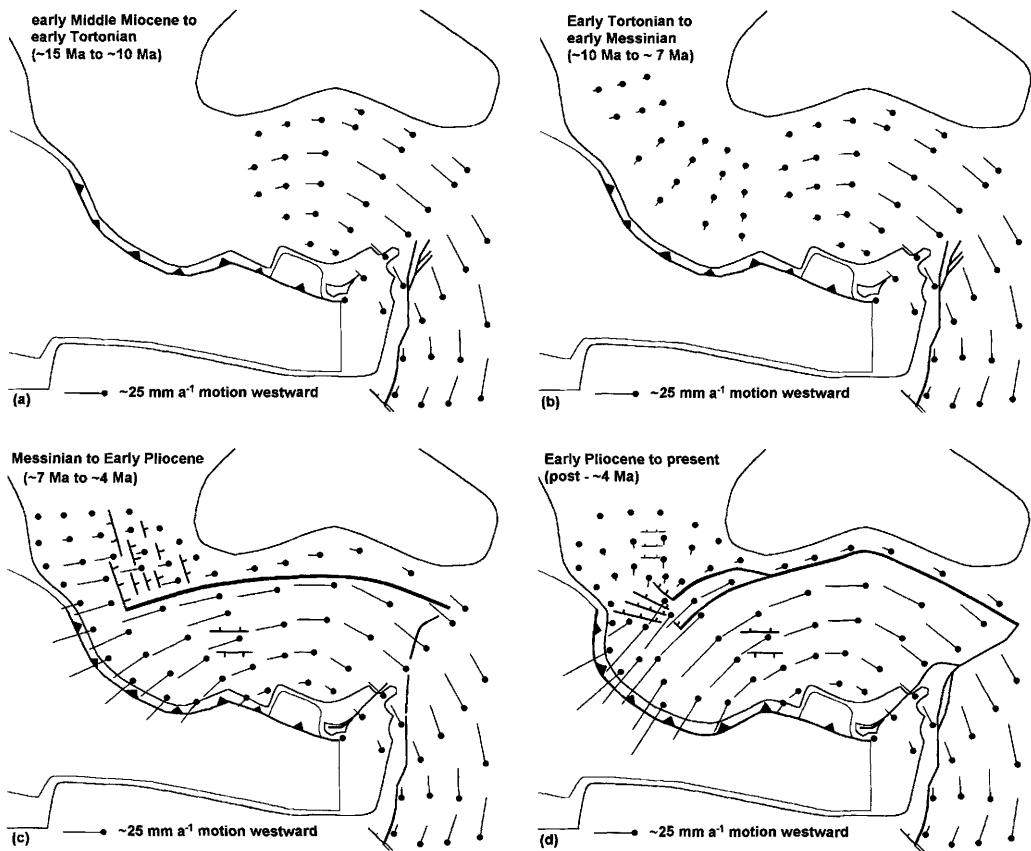 early Middle Miocene to
early Tortonian
(~15 Ma to ~10 Ma)
(a)
~25 mm a⁻¹ motion westward
Early Tortonian to
early Messinian
(~10 Ma to ~ 7 Ma)
(b)
~25 mm a⁻¹ motion westward
Messinian to Early Pliocene
(~7 Ma to ~4 Ma)
(c)
~25 mm a⁻¹ motion westward
Early Pliocene to present
(post - ~4 Ma)
(d)
~25 mm a⁻¹ motion westward